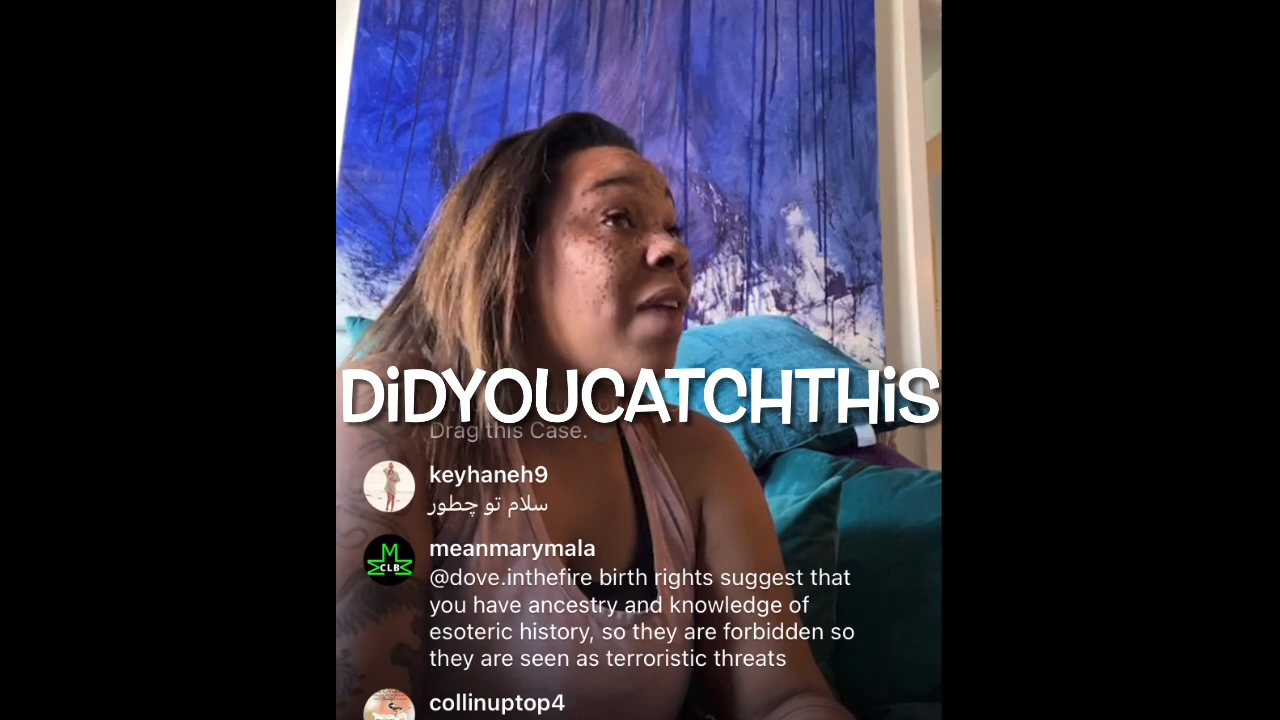 DiDYOUCATCHTHiS
Drag this Case.
keyhaneh9
سلام تو چطور
meanmarymala
M
CLB
@dove.inthefire birth rights suggest that
you have ancestry and knowledge of
esoteric history, so they are forbidden so
they are seen as terroristic threats
collinuptop4